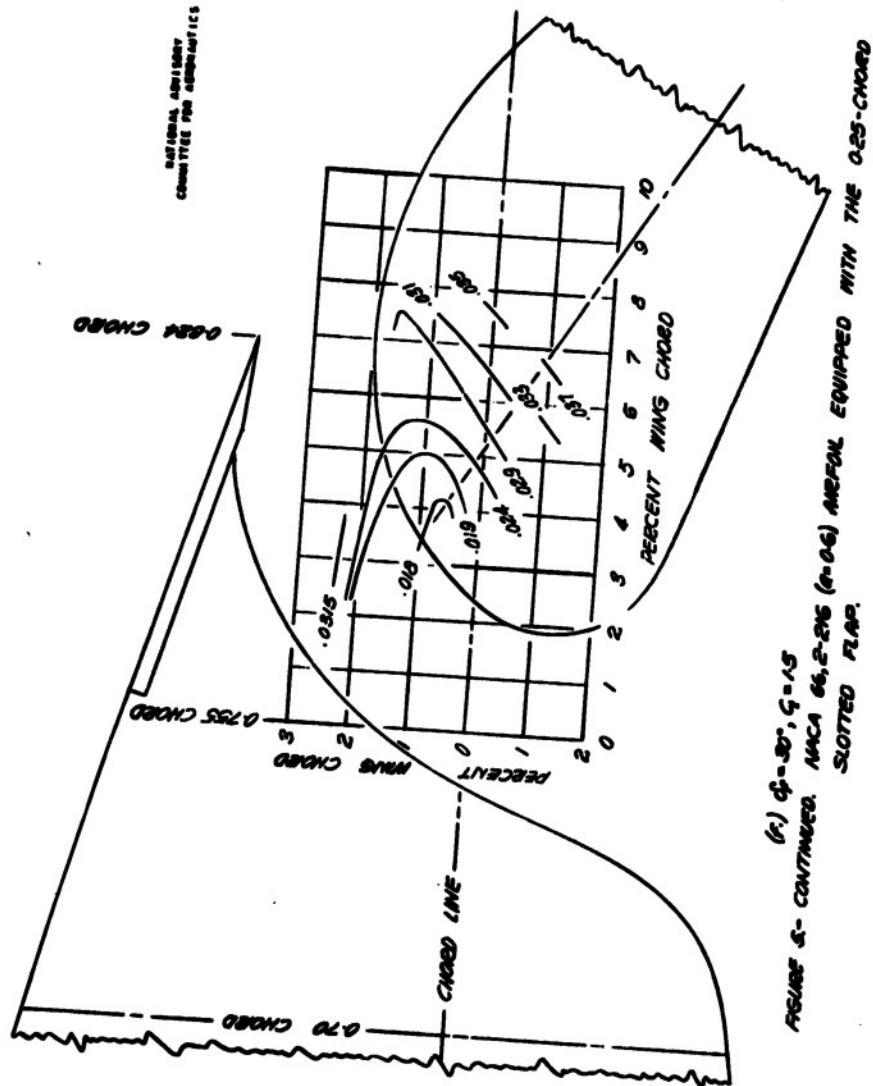 NATIONAL ADVISORY
COMMITTEE FOR AERONAUTICS
0.824 CHORD
0.755 CHORD
0.70 CHORD
CHORD LINE
PERCENT WING CHORD
3
2
1
0
1
2
0 1 2 3 4 5 6 7 8 9 10
PERCENT WING CHORD
.0315
.018
.019
.024
.029
.031
.033
.035
.037
(F.) δf = 30°, Cl = 1.5
FIGURE 5.- CONTINUED. NACA 66,2-216 (a=0.6) AIRFOIL EQUIPPED WITH THE 0.25-CHORD
SLOTTED FLAP.